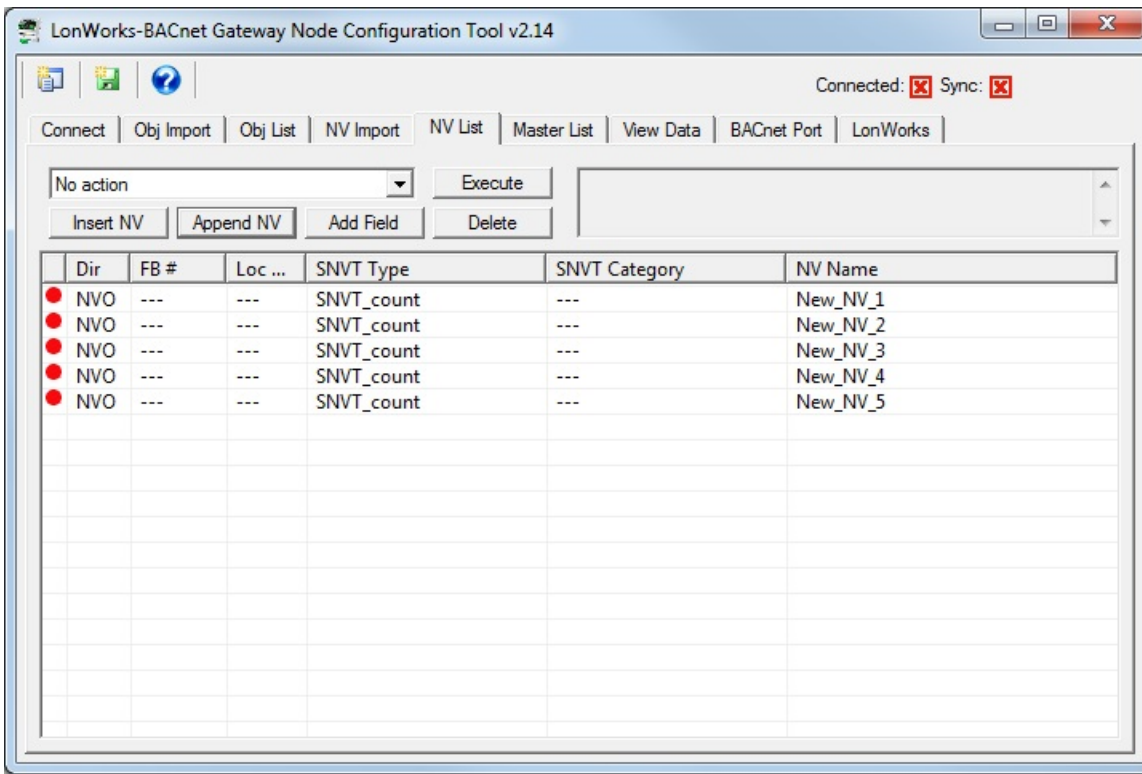 LonWorks-BACnet Gateway Node Configuration Tool v2.14
Connected: Sync:
Connect Obj Import Obj List NV Import NV List Master List View Data BACnet Port LonWorks
No action Execute
Insert NV Append NV Add Field Delete
Dir FB # Loc ... SNVT Type SNVT Category NV Name
NVO --- --- SNVT_count --- New_NV_1
NVO --- --- SNVT_count --- New_NV_2
NVO --- --- SNVT_count --- New_NV_3
NVO --- --- SNVT_count --- New_NV_4
NVO --- --- SNVT_count --- New_NV_5